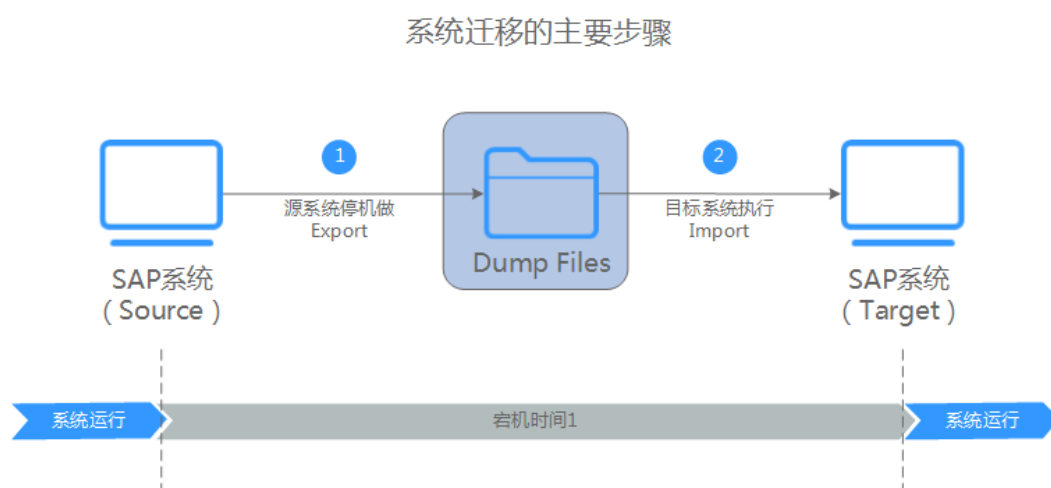 系统迁移的主要步骤
1
2
源系统停机做
Export
目标系统执行
Import
Dump Files
SAP系统
(Source)
SAP系统
(Target)
系统运行
宕机时间1
系统运行